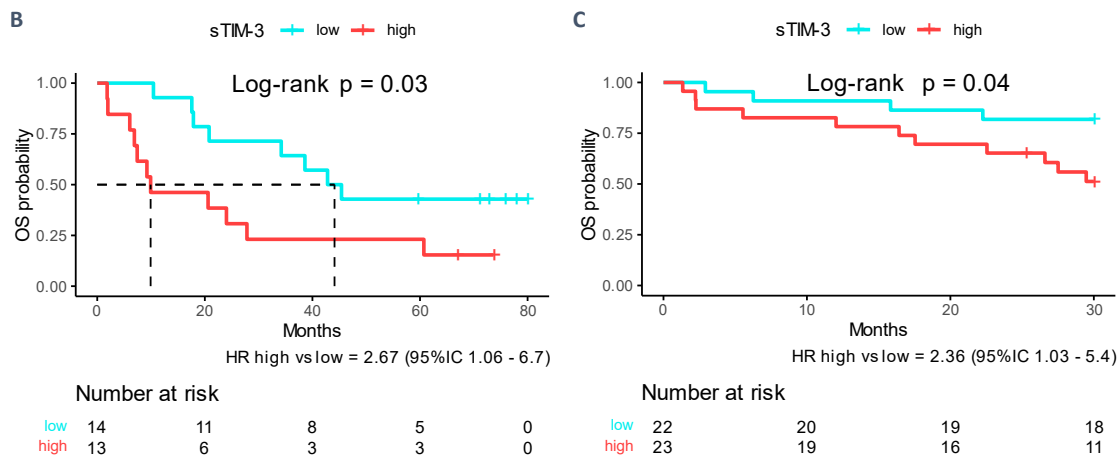 B
sTIM-3 low high
Log-rank p = 0.03
OS probability
1.00
0.75
0.50
0.25
0.00
0 20 40 60 80
Months
HR high vs low = 2.67 (95%IC 1.06 - 6.7)
Number at risk
low 14 11 8 5 0
high 13 6 3 3 0
C
sTIM-3 low high
Log-rank p = 0.04
OS probability
1.00
0.75
0.50
0.25
0.00
0 10 20 30
Months
HR high vs low = 2.36 (95%IC 1.03 - 5.4)
Number at risk
low 22 20 19 18
high 23 19 16 11